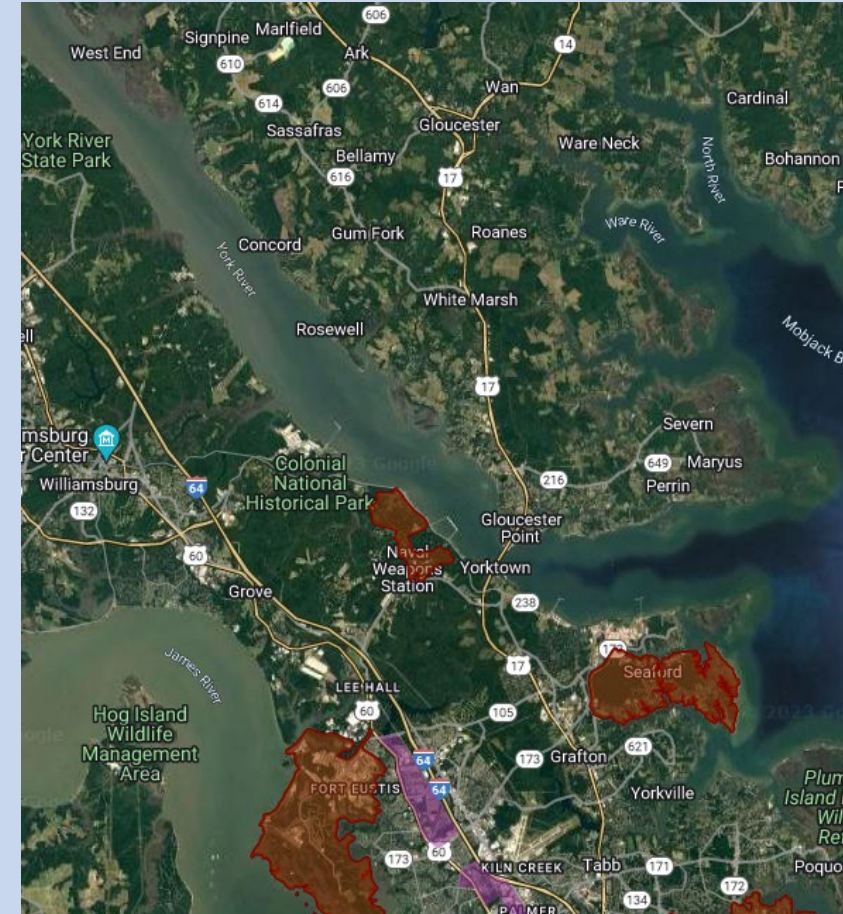 606
Signpine
Marlfield
West End
Ark
14
610
606
Wan
614
Cardinal
Sassafras
Gloucester
Ware Neck
York River
State Park
Bellamy
616
17
North River
Bohannon
Ware River
Concord
Gum Fork
Roanes
York River
White Marsh
Mobjack B
Rosewell
ell
17
Severn
msburg
r Center
Colonial
National
Historical Park
649
Maryus
216
Perrin
Williamsburg
64
132
Gloucester
Point
60
Naval
Weapons
Station
Yorktown
Grove
238
James River
17
Seaford
LEE HALL
60
105
Hog Island
Wildlife
Management
Area
621
64
173
Grafton
FORT EUSTIS
64
Yorkville
Plum
Island
Wil
Ref
60
173
KILN CREEK
Tabb
171
Poquo
172
134
PALMER